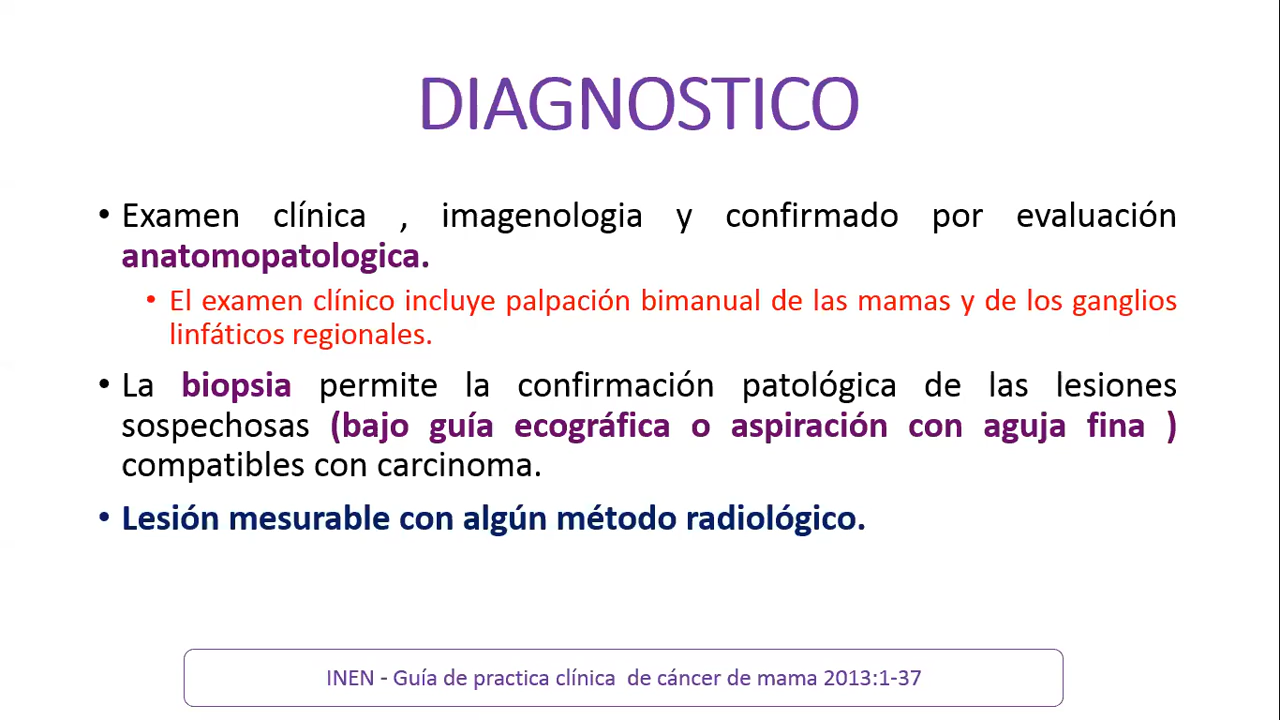 DIAGNOSTICO
• Examen clínica , imagenologia y confirmado por evaluación
anatomopatologica.
• El examen clínico incluye palpación bimanual de las mamas y de los ganglios
linfáticos regionales.
• La biopsia permite la confirmación patológica de las lesiones
sospechosas (bajo guía ecográfica o aspiración con aguja fina )
compatibles con carcinoma.
• Lesión mesurable con algún método radiológico.
INEN - Guía de practica clínica de cáncer de mama 2013:1-37